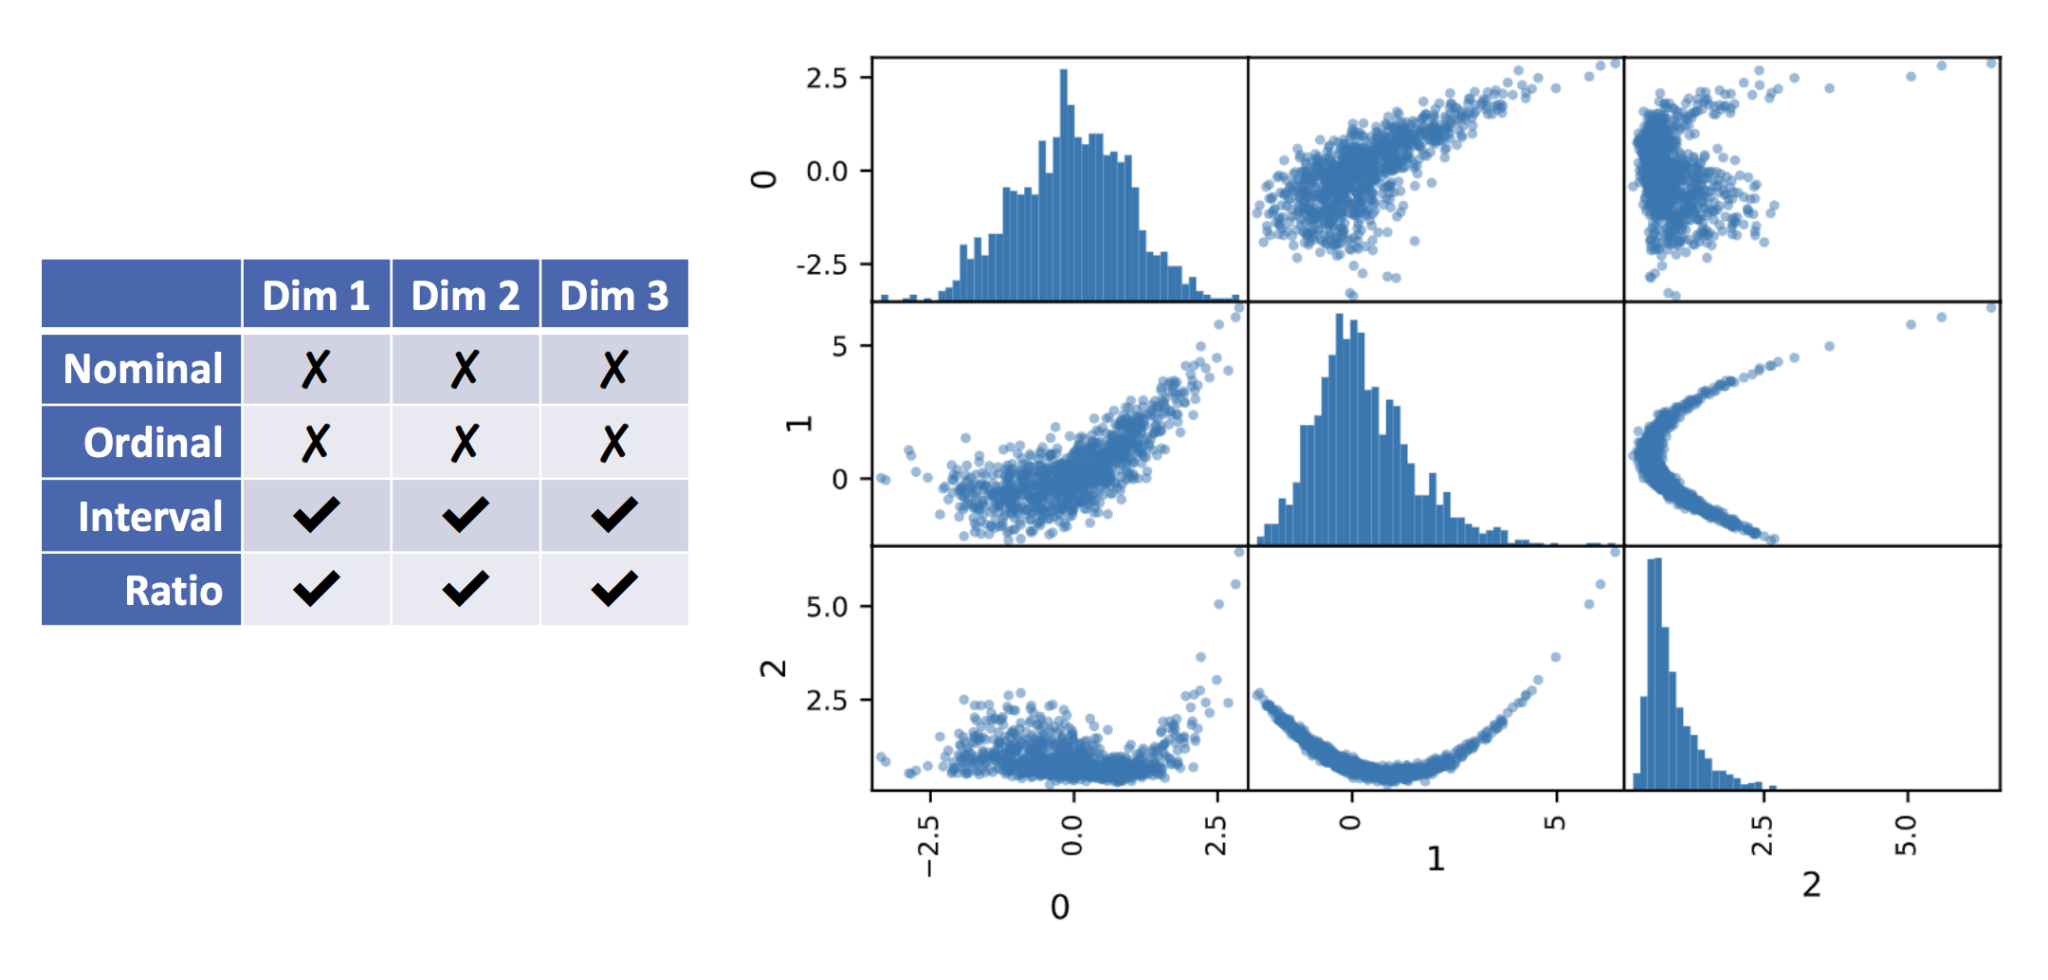 Dim 1 Dim 2 Dim 3
Nominal ✗ ✗ ✗
Ordinal ✗ ✗ ✗
Interval ✓ ✓ ✓
Ratio ✓ ✓ ✓
2.5
0.0
-2.5
0
5
0
1
5.0
2.5
2
−2.5 0.0 2.5
0
0 5
1
2.5 5.0
2